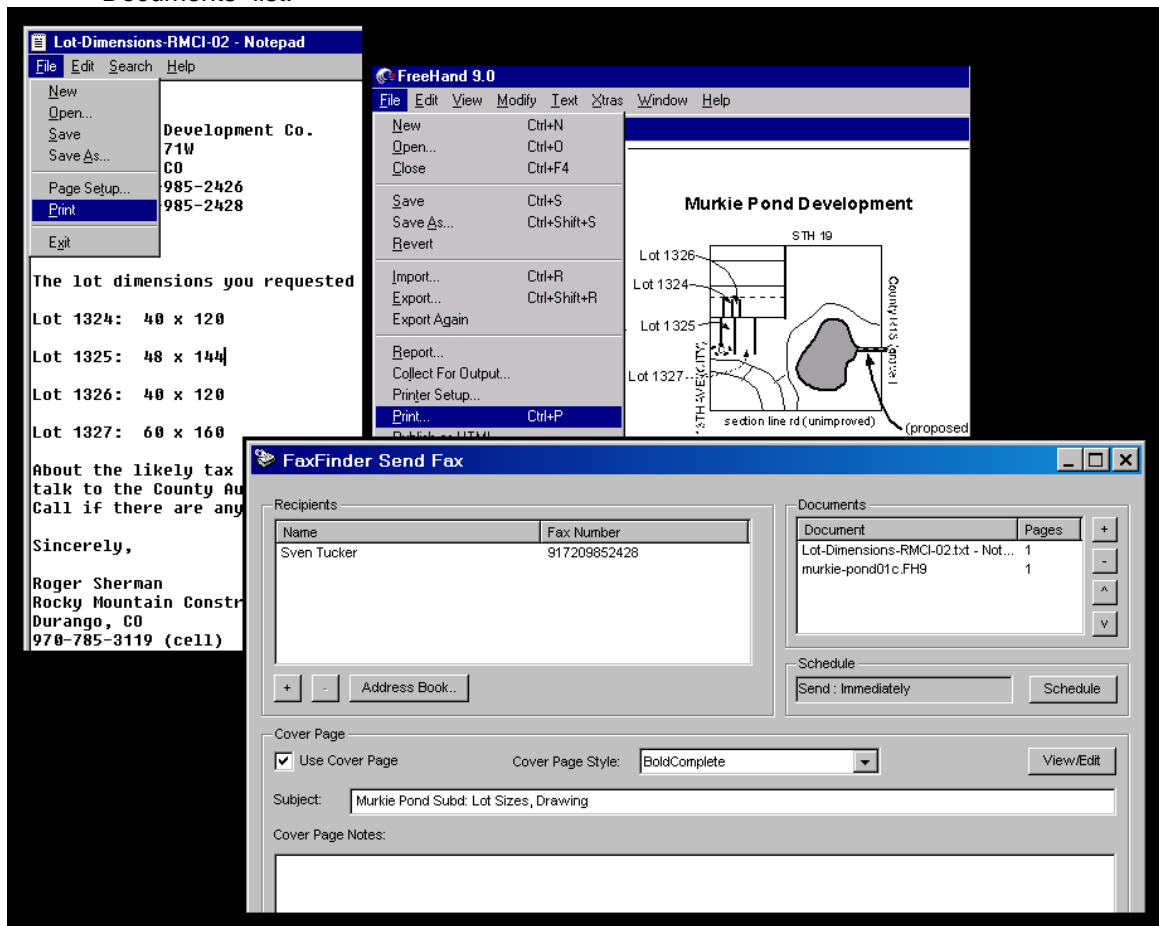 Documents" list.
Lot-Dimensions-RMCI-02 - Notepad
File Edit Search Help
New
Open...
Save
Save As...
Page Setup...
Print
Exit
Development Co.
71W
CO
985-2426
985-2428
The lot dimensions you requested
Lot 1324: 40 x 120
Lot 1325: 48 x 144
Lot 1326: 40 x 120
Lot 1327: 60 x 160
About the likely tax
talk to the County Au
Call if there are any
Sincerely,
Roger Sherman
Rocky Mountain Constr
Durango, CO
970-785-3119 (cell)
FreeHand 9.0
File Edit View Modify Text Xtras Window Help
New Ctrl+N
Open... Ctrl+O
Close Ctrl+F4
Save Ctrl+S
Save As... Ctrl+Shift+S
Revert
Import... Ctrl+R
Export... Ctrl+Shift+R
Export Again
Report...
Collect For Output...
Printer Setup...
Print... Ctrl+P
Publish as HTML
Murkie Pond Development
STH 19
Lot 1326
Lot 1324
Lot 1325
Lot 1327
section line rd (unimproved)
(proposed
FaxFinder Send Fax
Recipients
Name Fax Number
Sven Tucker 917209852428
+ - Address Book..
Documents
Document Pages
Lot-Dimensions-RMCI-02.txt - Not... 1
murkie-pond01c.FH9 1
+
-
^
v
Schedule
Send : Immediately Schedule
Cover Page
Use Cover Page Cover Page Style: BoldComplete View/Edit
Subject: Murkie Pond Subd: Lot Sizes, Drawing
Cover Page Notes: